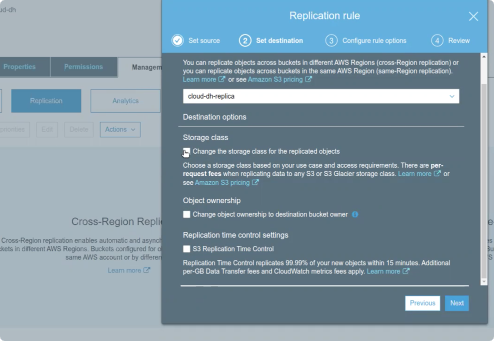 ud-dh
Replication rule
Set source
2 Set destination
3 Configure rule options
4 Review
Properties
Permissions
Managem
Replication
Analytics
Edit
Delete
Actions
You can replicate objects across buckets in different AWS Regions (cross-Region replication) or
you can replicate objects across buckets in the same AWS Region (same-Region replication).
Learn more or see Amazon S3 pricing
cloud-dh-replica
Destination options
Storage class
Change the storage class for the replicated objects
Choose a storage class based on your use case and access requirements. There are per-
request fees when replicating data to any S3 or S3 Glacier storage class. Learn more or
see Amazon S3 pricing
Object ownership
Change object ownership to destination bucket owner
Replication time control settings
S3 Replication Time Control
Replication Time Control replicates 99.99% of your new objects within 15 minutes. Additional
per-GB Data Transfer fees and CloudWatch metrics fees apply. Learn more
Previous
Next
Cross-Region Repli
Cross-Region replication enables automatic and asynch
kets in different AWS Regions. Buckets configured for o
same AWS account or by differen
Learn more